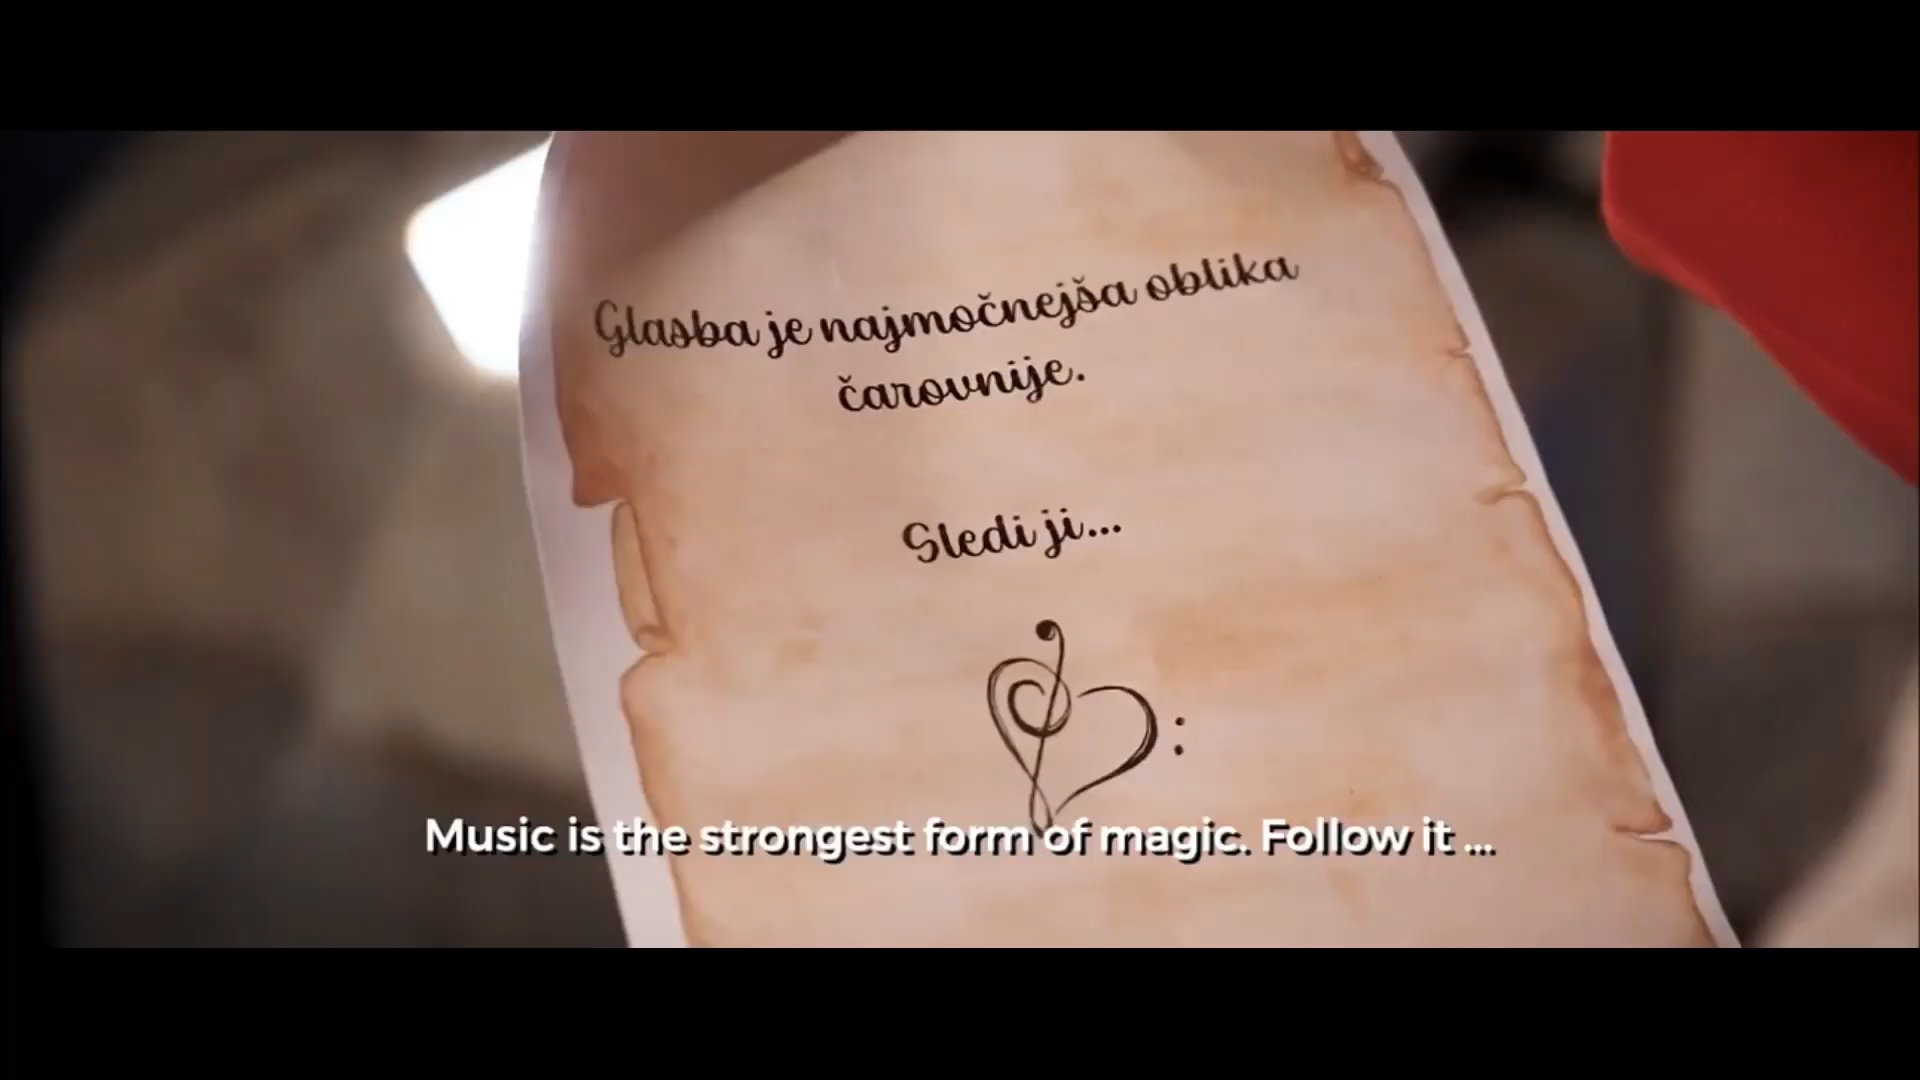 Glasba je najmočnejša oblika
čarovnije.
Sledi ji...
:
Music is the strongest form of magic. Follow it ...